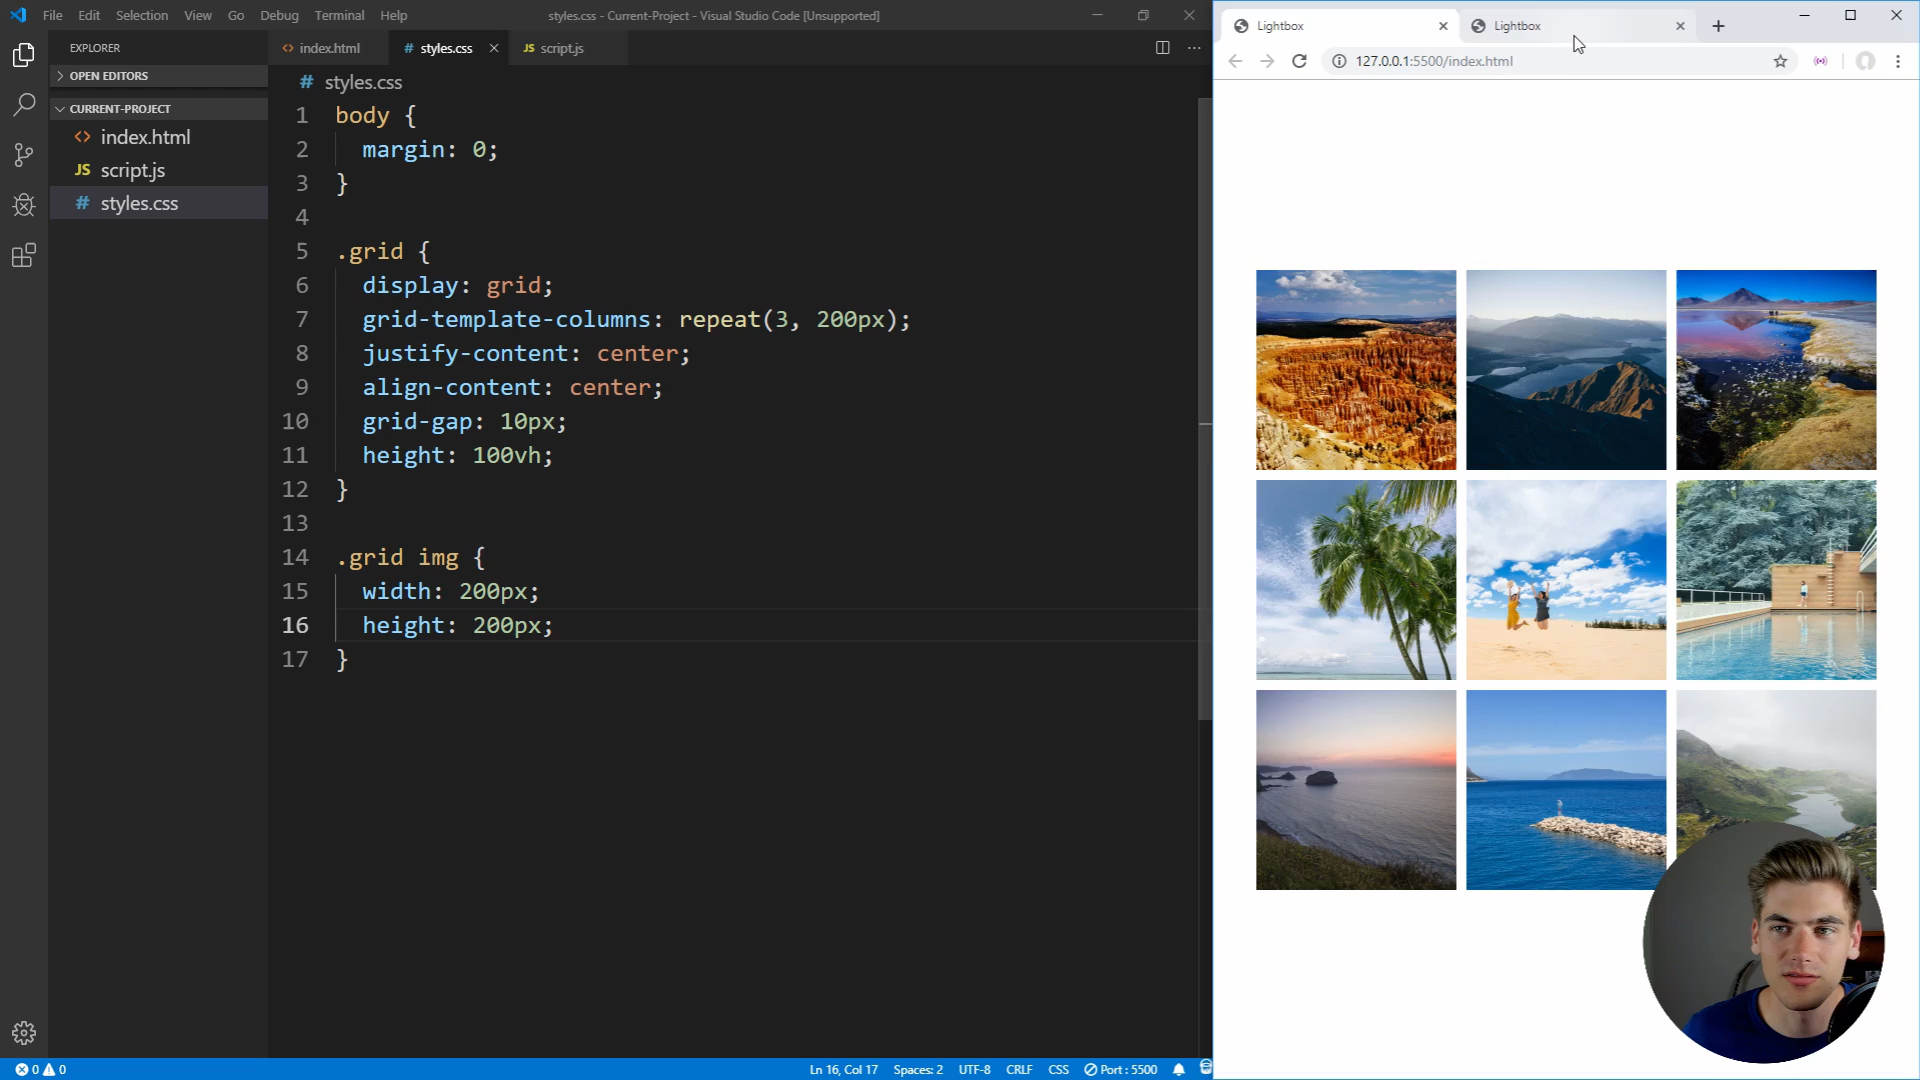 File Edit Selection View Go Debug Terminal Help
styles.css - Current-Project - Visual Studio Code [Unsupported]
EXPLORER
OPEN EDITORS
CURRENT-PROJECT
<> index.html
JS script.js
# styles.css
<> index.html
# styles.css
JS script.js
# styles.css
1 body {
2 margin: 0;
3 }
4
5 .grid {
6 display: grid;
7 grid-template-columns: repeat(3, 200px);
8 justify-content: center;
9 align-content: center;
10 grid-gap: 10px;
11 height: 100vh;
12 }
13
14 .grid img {
15 width: 200px;
16 height: 200px;
17 }
0 0
Ln 16, Col 17 Spaces: 2 UTF-8 CRLF CSS Port : 5500
Lightbox
Lightbox
127.0.0.1:5500/index.html